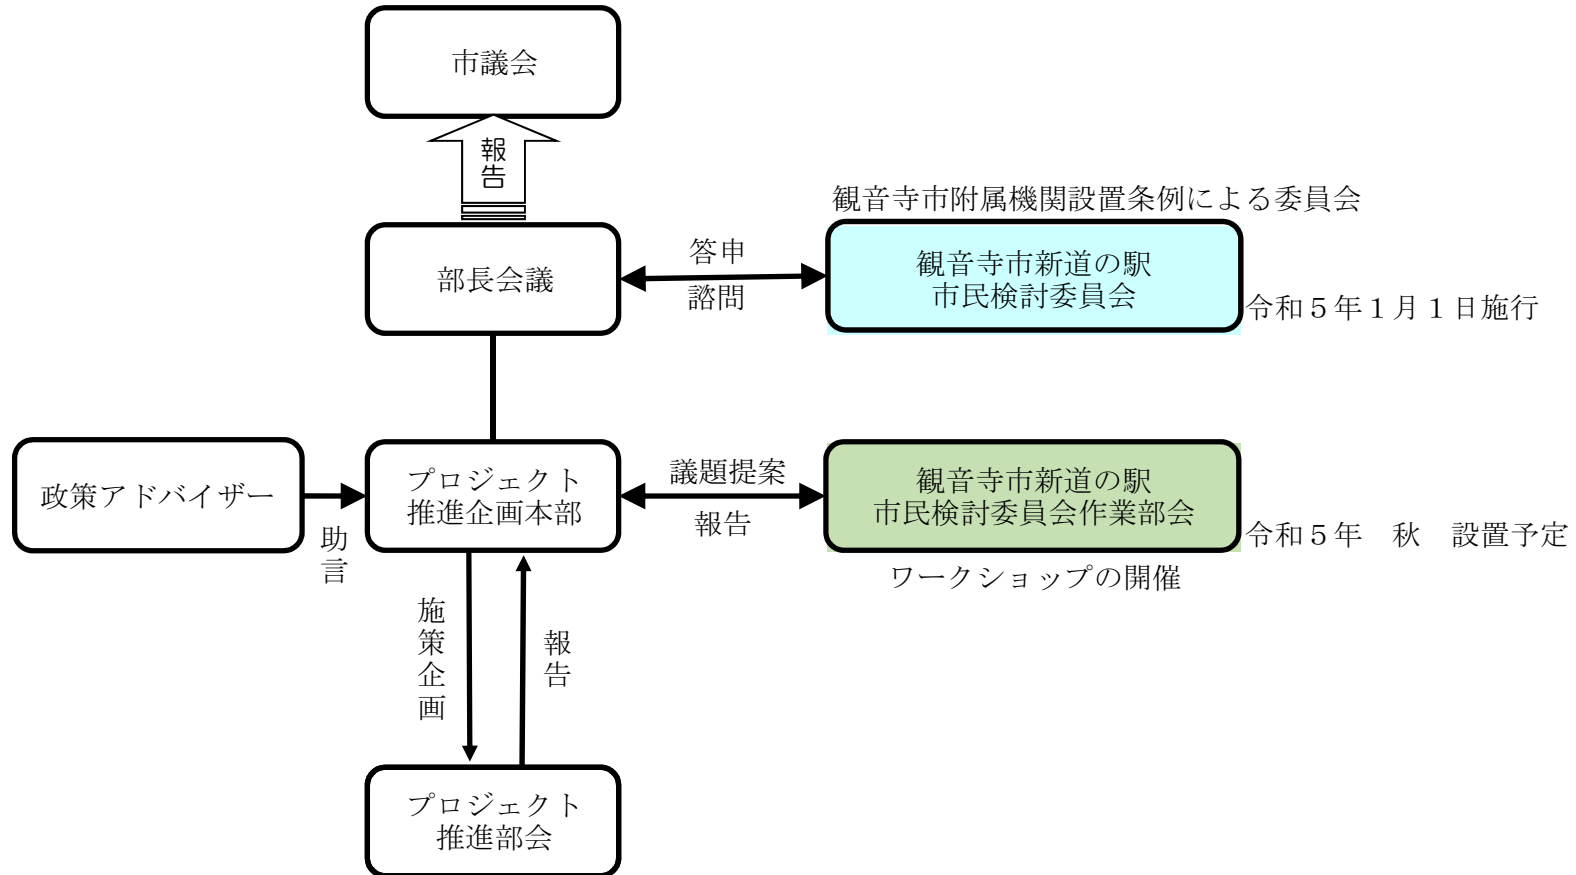 市議会
報告
観音寺市附属機関設置条例による委員会
部長会議
答申
諮問
観音寺市新道の駅
市民検討委員会
令和５年１月１日施行
政策アドバイザー
助言
プロジェクト
推進企画本部
議題提案
報告
観音寺市新道の駅
市民検討委員会作業部会
令和５年　秋　設置予定
ワークショップの開催
施策企画
報告
プロジェクト
推進部会